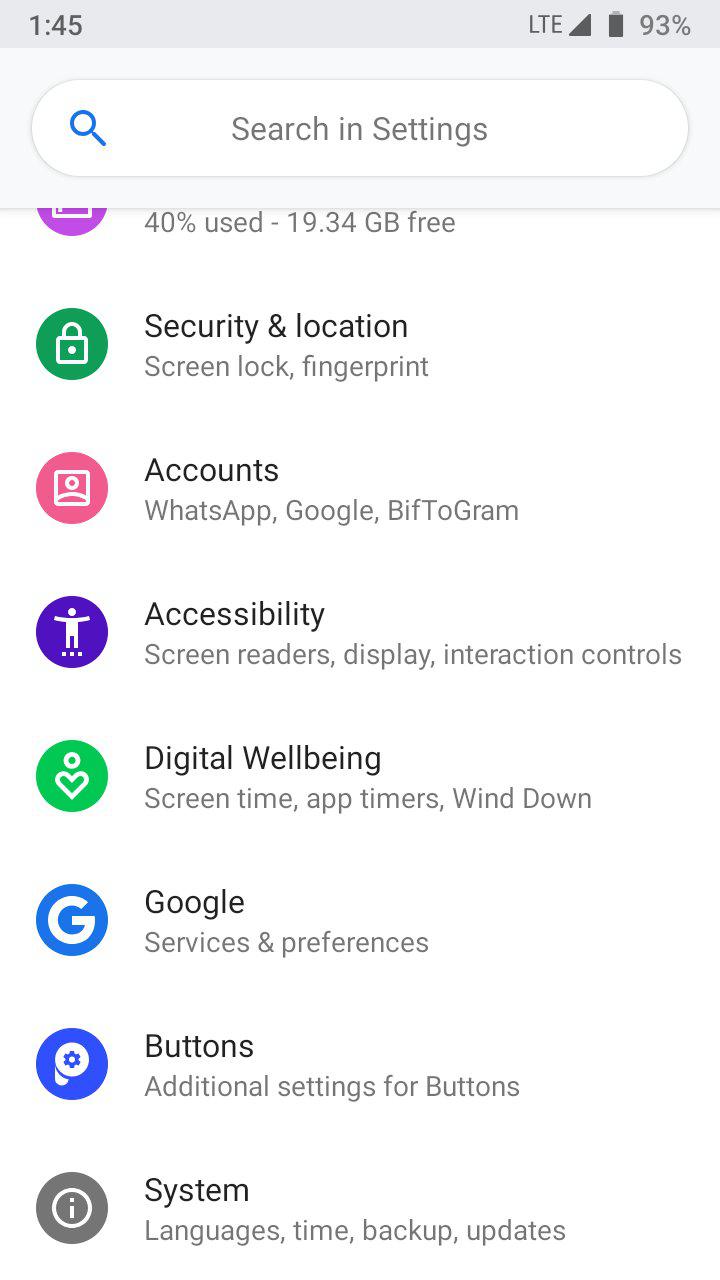 1:45 LTE 93%
Search in Settings
40% used - 19.34 GB free
Security & location
Screen lock, fingerprint
Accounts
WhatsApp, Google, BifToGram
Accessibility
Screen readers, display, interaction controls
Digital Wellbeing
Screen time, app timers, Wind Down
Google
Services & preferences
Buttons
Additional settings for Buttons
System
Languages, time, backup, updates